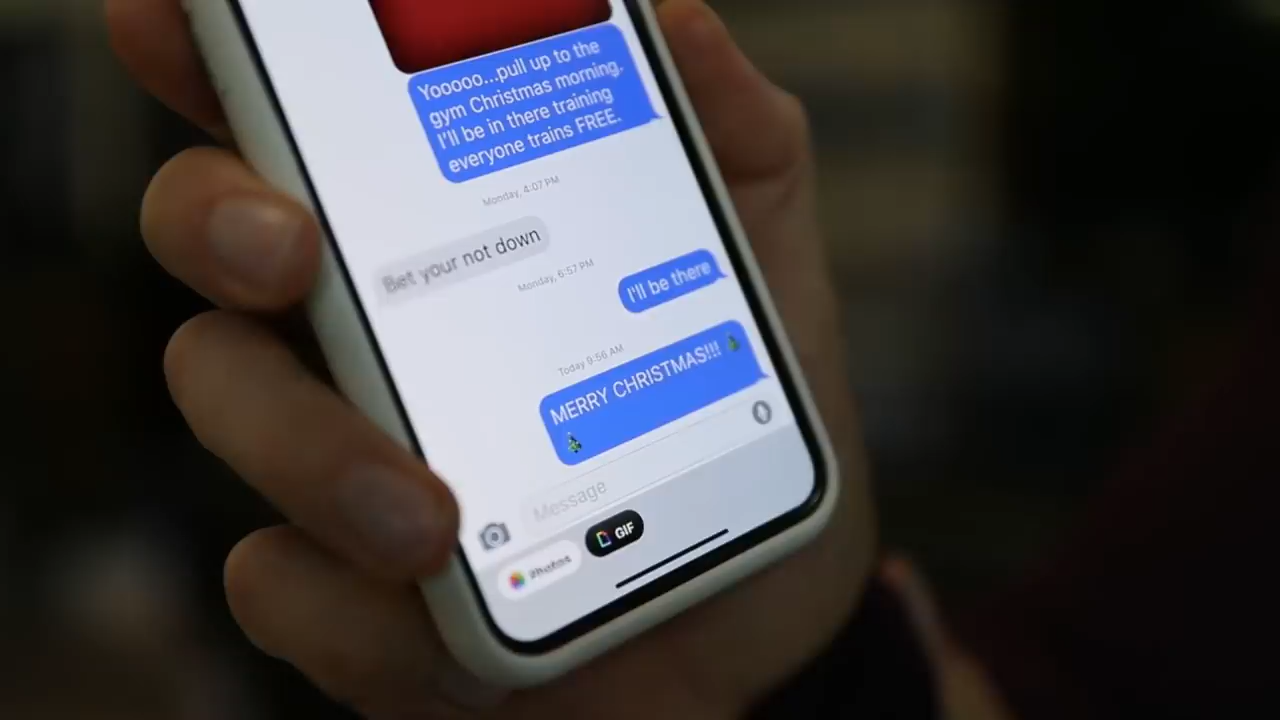 Yooooo...pull up to the
gym Christmas morning.
I'll be in there training
everyone trains FREE.
Monday, 4:07 PM
Bet your not down
Monday, 6:57 PM
I'll be there
Today 9:56 AM
MERRY CHRISTMAS!!! 🎄
🎄
Message
Photos
GIF